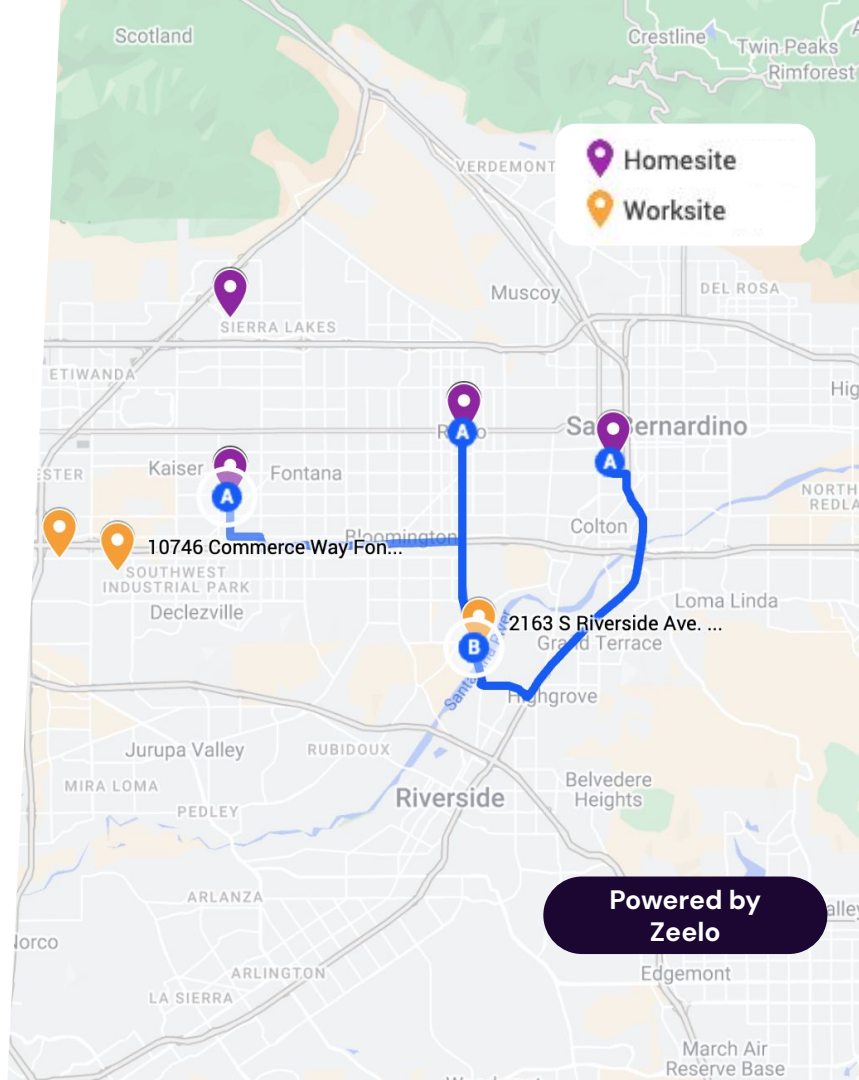 Scotland
Crestline
Twin Peaks
Rimforest
VERDEMONT
Homesite
Worksite
Muscoy
DEL ROSA
SIERRA LAKES
ETIWANDA
Hig
A
San Bernardino
A
Kaiser
Fontana
ESTER
A
NORTH
REDLA
Colton
Bloomington
10746 Commerce Way Fon...
SOUTHWEST
INDUSTRIAL PARK
Declezville
Loma Linda
2163 S Riverside Ave. ...
Grand Terrace
B
Highgrove
Jurupa Valley
RUBIDOUX
MIRA LOMA
PEDLEY
Riverside
Belvedere
Heights
ARLANZA
Powered by
Zeelo
alley
Norco
ARLINGTON
Edgemont
LA SIERRA
March Air
Reserve Base